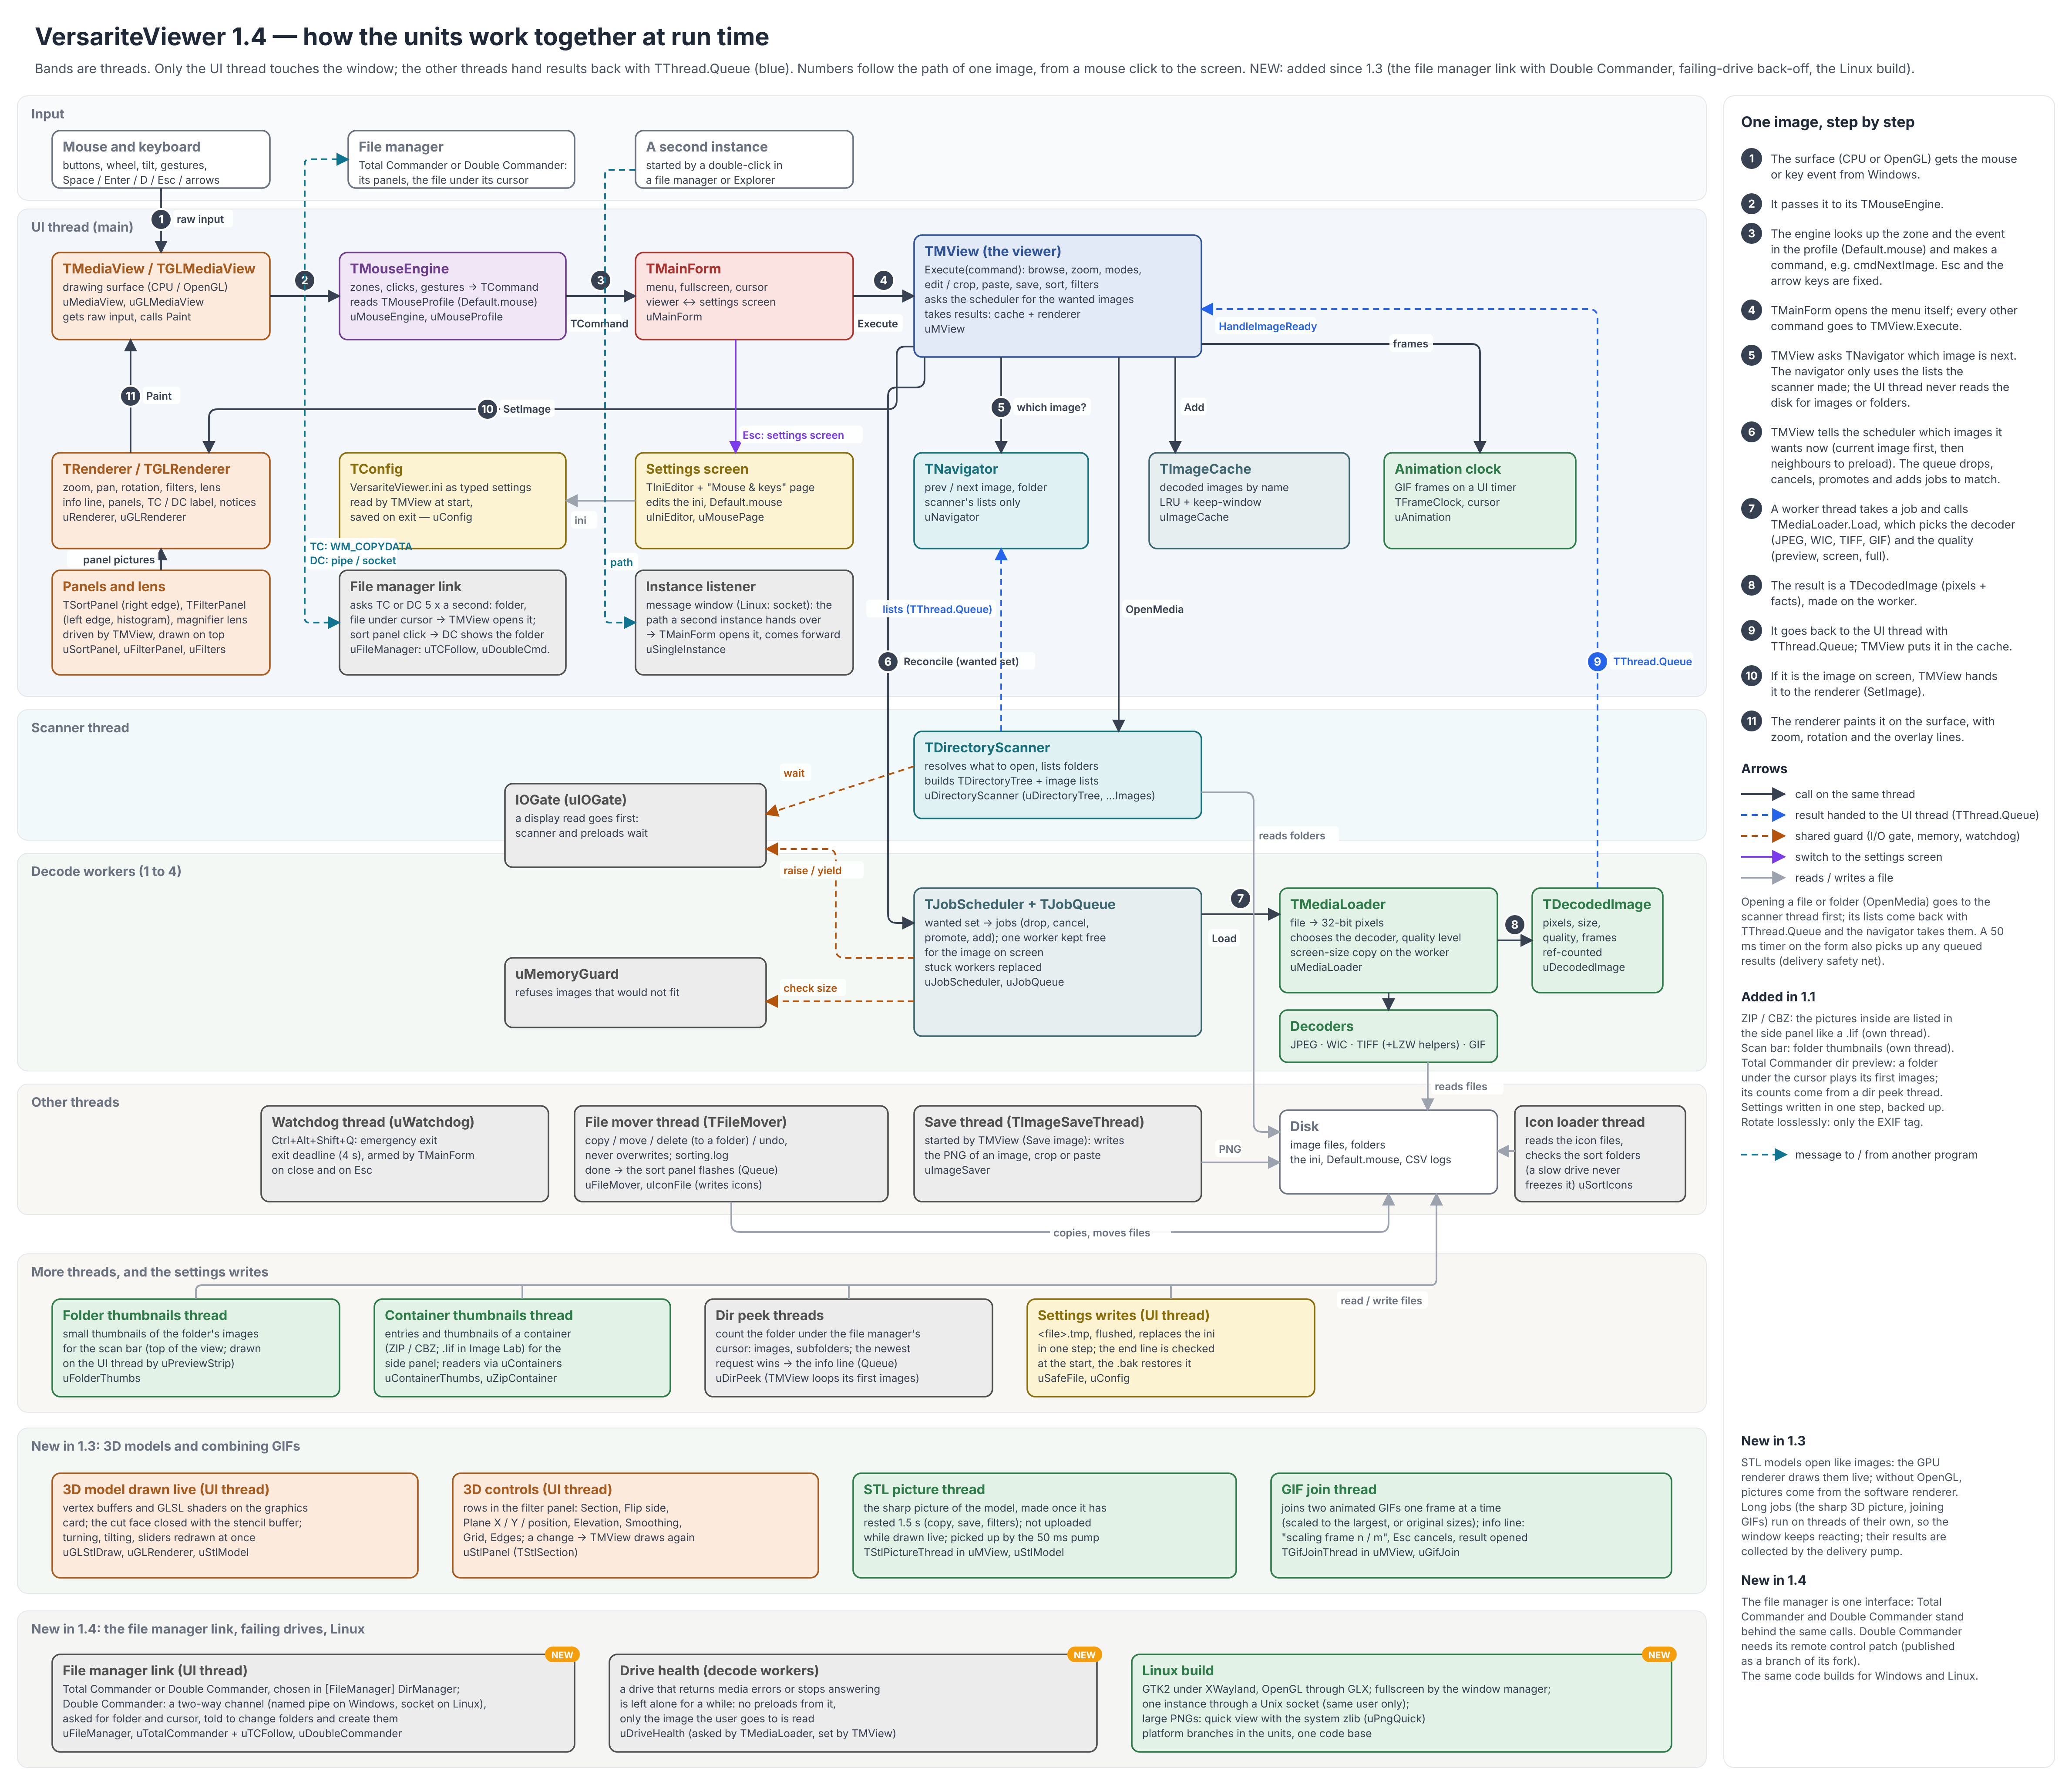 VersariteViewer 1.4 — how the units work together at run time
Bands are threads. Only the UI thread touches the window; the other threads hand results back with TThread.Queue (blue). Numbers follow the path of one image, from a mouse click to the screen. NEW: added since 1.3 (the file manager link with Double Commander, failing-drive back-off, the Linux build).
Input
Mouse and keyboard
buttons, wheel, tilt, gestures,
Space / Enter / D / Esc / arrows
File manager
Total Commander or Double Commander:
its panels, the file under its cursor
A second instance
started by a double-click in
a file manager or Explorer
UI thread (main)
1 raw input
TMediaView / TGLMediaView
drawing surface (CPU / OpenGL)
uMediaView, uGLMediaView
gets raw input, calls Paint
2
TMouseEngine
zones, clicks, gestures → TCommand
reads TMouseProfile (Default.mouse)
uMouseEngine, uMouseProfile
3
TCommand
TMainForm
menu, fullscreen, cursor
viewer ↔ settings screen
uMainForm
4
Execute
TMView (the viewer)
Execute(command): browse, zoom, modes,
edit / crop, paste, save, sort, filters
asks the scheduler for the wanted images
takes results: cache + renderer
uMView
HandleImageReady
frames
11 Paint
10 · SetImage
5 which image?
Add
Esc: settings screen
TRenderer / TGLRenderer
zoom, pan, rotation, filters, lens
info line, panels, TC / DC label, notices
uRenderer, uGLRenderer
TConfig
VersariteViewer.ini as typed settings
read by TMView at start,
saved on exit — uConfig
ini
Settings screen
TIniEditor + "Mouse & keys" page
edits the ini, Default.mouse
uIniEditor, uMousePage
TNavigator
prev / next image, folder
scanner's lists only
uNavigator
TImageCache
decoded images by name
LRU + keep-window
uImageCache
Animation clock
GIF frames on a UI timer
TFrameClock, cursor
uAnimation
panel pictures
TC: WM_COPYDATA
DC: pipe / socket
path
Panels and lens
TSortPanel (right edge), TFilterPanel
(left edge, histogram), magnifier lens
driven by TMView, drawn on top
uSortPanel, uFilterPanel, uFilters
File manager link
asks TC or DC 5 x a second: folder,
file under cursor → TMView opens it;
sort panel click → DC shows the folder
uFileManager: uTCFollow, uDoubleCmd.
Instance listener
message window (Linux: socket): the
path a second instance hands over
→ TMainForm opens it, comes forward
uSingleInstance
lists (TThread.Queue)
OpenMedia
6 Reconcile (wanted set)
9 TThread.Queue
Scanner thread
TDirectoryScanner
resolves what to open, lists folders
builds TDirectoryTree + image lists
uDirectoryScanner (uDirectoryTree, ...Images)
wait
IOGate (uIOGate)
a display read goes first:
scanner and preloads wait
reads folders
Decode workers (1 to 4)
raise / yield
TJobScheduler + TJobQueue
wanted set → jobs (drop, cancel,
promote, add); one worker kept free
for the image on screen
stuck workers replaced
uJobScheduler, uJobQueue
7
Load
TMediaLoader
file → 32-bit pixels
chooses the decoder, quality level
screen-size copy on the worker
uMediaLoader
8
TDecodedImage
pixels, size,
quality, frames
ref-counted
uDecodedImage
uMemoryGuard
refuses images that would not fit
check size
Decoders
JPEG · WIC · TIFF (+LZW helpers) · GIF
reads files
Other threads
Watchdog thread (uWatchdog)
Ctrl+Alt+Shift+Q: emergency exit
exit deadline (4 s), armed by TMainForm
on close and on Esc
File mover thread (TFileMover)
copy / move / delete (to a folder) / undo,
never overwrites; sorting.log
done → the sort panel flashes (Queue)
uFileMover, uIconFile (writes icons)
Save thread (TImageSaveThread)
started by TMView (Save image): writes
the PNG of an image, crop or paste
uImageSaver
PNG
Disk
image files, folders
the ini, Default.mouse, CSV logs
Icon loader thread
reads the icon files,
checks the sort folders
(a slow drive never
freezes it) uSortIcons
copies, moves files
More threads, and the settings writes
read / write files
Folder thumbnails thread
small thumbnails of the folder's images
for the scan bar (top of the view; drawn
on the UI thread by uPreviewStrip)
uFolderThumbs
Container thumbnails thread
entries and thumbnails of a container
(ZIP / CBZ; .lif in Image Lab) for the
side panel; readers via uContainers
uContainerThumbs, uZipContainer
Dir peek threads
count the folder under the file manager's
cursor: images, subfolders; the newest
request wins → the info line (Queue)
uDirPeek (TMView loops its first images)
Settings writes (UI thread)
<file>.tmp, flushed, replaces the ini
in one step; the end line is checked
at the start, the .bak restores it
uSafeFile, uConfig
New in 1.3: 3D models and combining GIFs
3D model drawn live (UI thread)
vertex buffers and GLSL shaders on the graphics
card; the cut face closed with the stencil buffer;
turning, tilting, sliders redrawn at once
uGLStlDraw, uGLRenderer, uStlModel
3D controls (UI thread)
rows in the filter panel: Section, Flip side,
Plane X / Y / position, Elevation, Smoothing,
Grid, Edges; a change → TMView draws again
uStlPanel (TStlSection)
STL picture thread
the sharp picture of the model, made once it has
rested 1.5 s (copy, save, filters); not uploaded
while drawn live; picked up by the 50 ms pump
TStlPictureThread in uMView, uStlModel
GIF join thread
joins two animated GIFs one frame at a time
(scaled to the largest, or original sizes); info line:
"scaling frame n / m", Esc cancels, result opened
TGifJoinThread in uMView, uGifJoin
New in 1.4: the file manager link, failing drives, Linux
NEW
File manager link (UI thread)
Total Commander or Double Commander, chosen in [FileManager] DirManager;
Double Commander: a two-way channel (named pipe on Windows, socket on Linux),
asked for folder and cursor, told to change folders and create them
uFileManager, uTotalCommander + uTCFollow, uDoubleCommander
NEW
Drive health (decode workers)
a drive that returns media errors or stops answering
is left alone for a while: no preloads from it,
only the image the user goes to is read
uDriveHealth (asked by TMediaLoader, set by TMView)
NEW
Linux build
GTK2 under XWayland, OpenGL through GLX; fullscreen by the window manager;
one instance through a Unix socket (same user only);
large PNGs: quick view with the system zlib (uPngQuick)
platform branches in the units, one code base
One image, step by step
1 The surface (CPU or OpenGL) gets the mouse
or key event from Windows.
2 It passes it to its TMouseEngine.
3 The engine looks up the zone and the event
in the profile (Default.mouse) and makes a
command, e.g. cmdNextImage. Esc and the
arrow keys are fixed.
4 TMainForm opens the menu itself; every other
command goes to TMView.Execute.
5 TMView asks TNavigator which image is next.
The navigator only uses the lists the
scanner made; the UI thread never reads the
disk for images or folders.
6 TMView tells the scheduler which images it
wants now (current image first, then
neighbours to preload). The queue drops,
cancels, promotes and adds jobs to match.
7 A worker thread takes a job and calls
TMediaLoader.Load, which picks the decoder
(JPEG, WIC, TIFF, GIF) and the quality
(preview, screen, full).
8 The result is a TDecodedImage (pixels +
facts), made on the worker.
9 It goes back to the UI thread with
TThread.Queue; TMView puts it in the cache.
10 If it is the image on screen, TMView hands
it to the renderer (SetImage).
11 The renderer paints it on the surface, with
zoom, rotation and the overlay lines.
Arrows
call on the same thread
result handed to the UI thread (TThread.Queue)
shared guard (I/O gate, memory, watchdog)
switch to the settings screen
reads / writes a file
Opening a file or folder (OpenMedia) goes to the
scanner thread first; its lists come back with
TThread.Queue and the navigator takes them. A 50
ms timer on the form also picks up any queued
results (delivery safety net).
Added in 1.1
ZIP / CBZ: the pictures inside are listed in
the side panel like a .lif (own thread).
Scan bar: folder thumbnails (own thread).
Total Commander dir preview: a folder
under the cursor plays its first images;
its counts come from a dir peek thread.
Settings written in one step, backed up.
Rotate losslessly: only the EXIF tag.
message to / from another program
New in 1.3
STL models open like images: the GPU
renderer draws them live; without OpenGL,
pictures come from the software renderer.
Long jobs (the sharp 3D picture, joining
GIFs) run on threads of their own, so the
window keeps reacting; their results are
collected by the delivery pump.
New in 1.4
The file manager is one interface: Total
Commander and Double Commander stand
behind the same calls. Double Commander
needs its remote control patch (published
as a branch of its fork).
The same code builds for Windows and Linux.